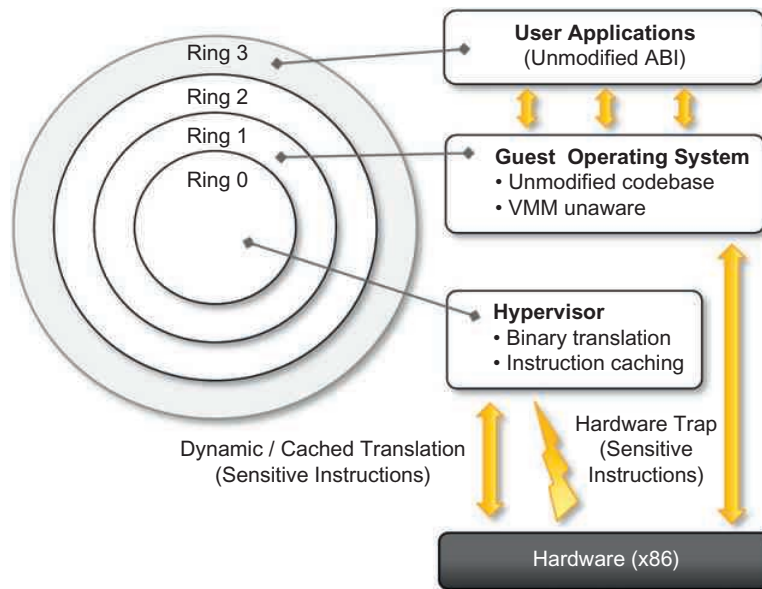 Ring 3
Ring 2
Ring 1
Ring 0
User Applications
(Unmodified ABI)
Guest Operating System
• Unmodified codebase
• VMM unaware
Hypervisor
• Binary translation
• Instruction caching
Dynamic / Cached Translation
(Sensitive Instructions)
Hardware Trap
(Sensitive
Instructions)
Hardware (x86)